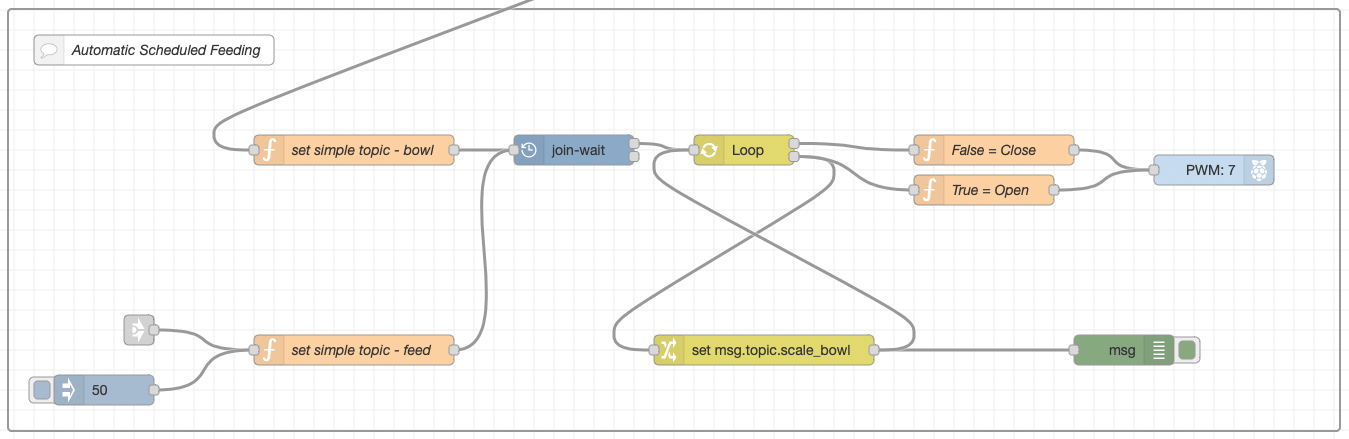 Automatic Scheduled Feeding
set simple topic - bowl
join-wait
Loop
False = Close
PWM: 7
True = Open
set simple topic - feed
set msg.topic.scale_bowl
msg
50